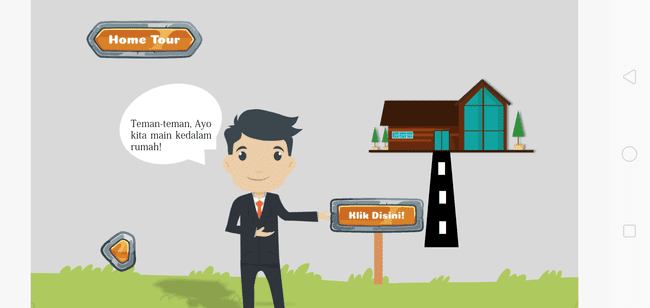 Home Tour
Teman-teman, Ayo
kita main kedalam
rumah!
Klik Disini!